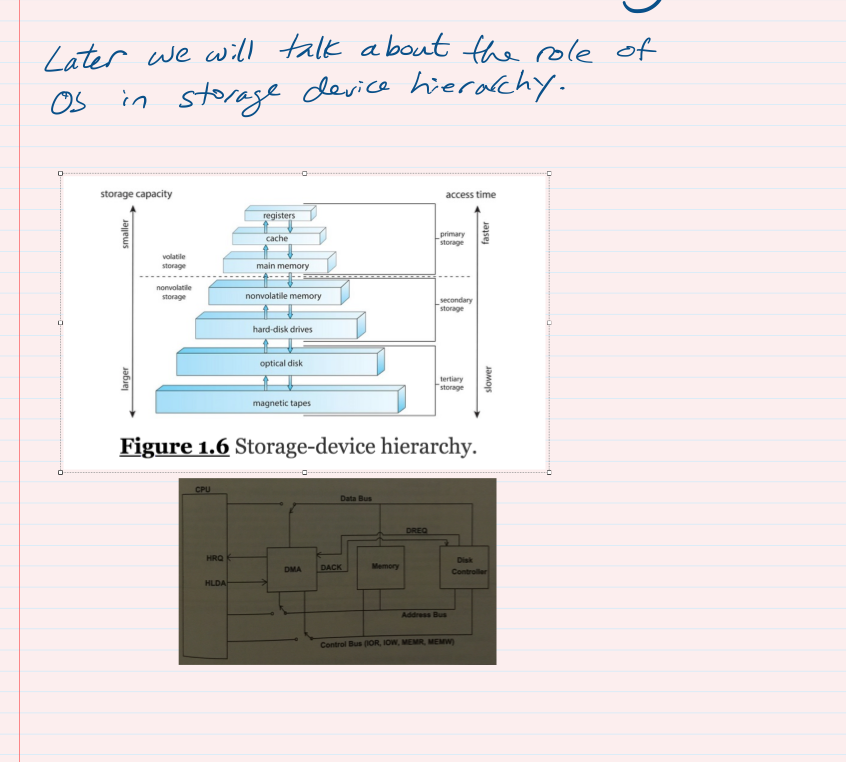 Later we will talk about the role of
OS in storage device hierarchy.
storage capacity
access time
smaller
larger
volatile
storage
nonvolatile
storage
registers
cache
main memory
nonvolatile memory
hard-disk drives
optical disk
magnetic tapes
primary
storage
secondary
storage
tertiary
storage
faster
slower
Figure 1.6 Storage-device hierarchy.
CPU
Data Bus
DREQ
HRQ
DMA
DACK
Memory
Disk
Controller
HLDA
Address Bus
Control Bus (IOR, IOW, MEMR, MEMW)